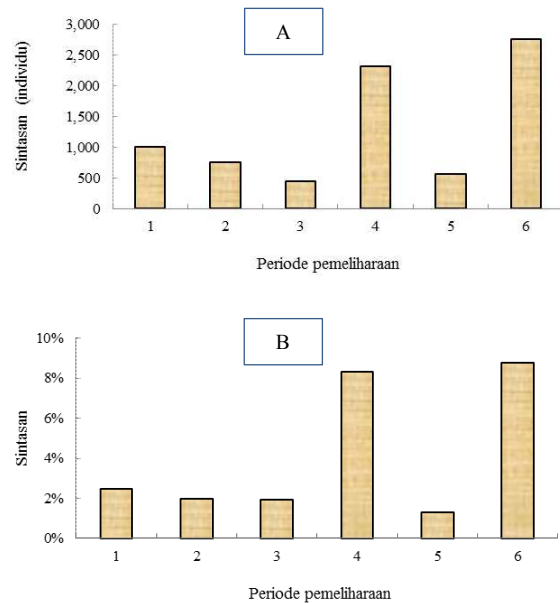 A
3,000
2,500
2,000
1,500
1,000
500
0
Sintasan (individu)
1 2 3 4 5 6
Periode pemeliharaan
B
10%
8%
6%
4%
2%
0%
Sintasan
1 2 3 4 5 6
Periode pemeliharaan